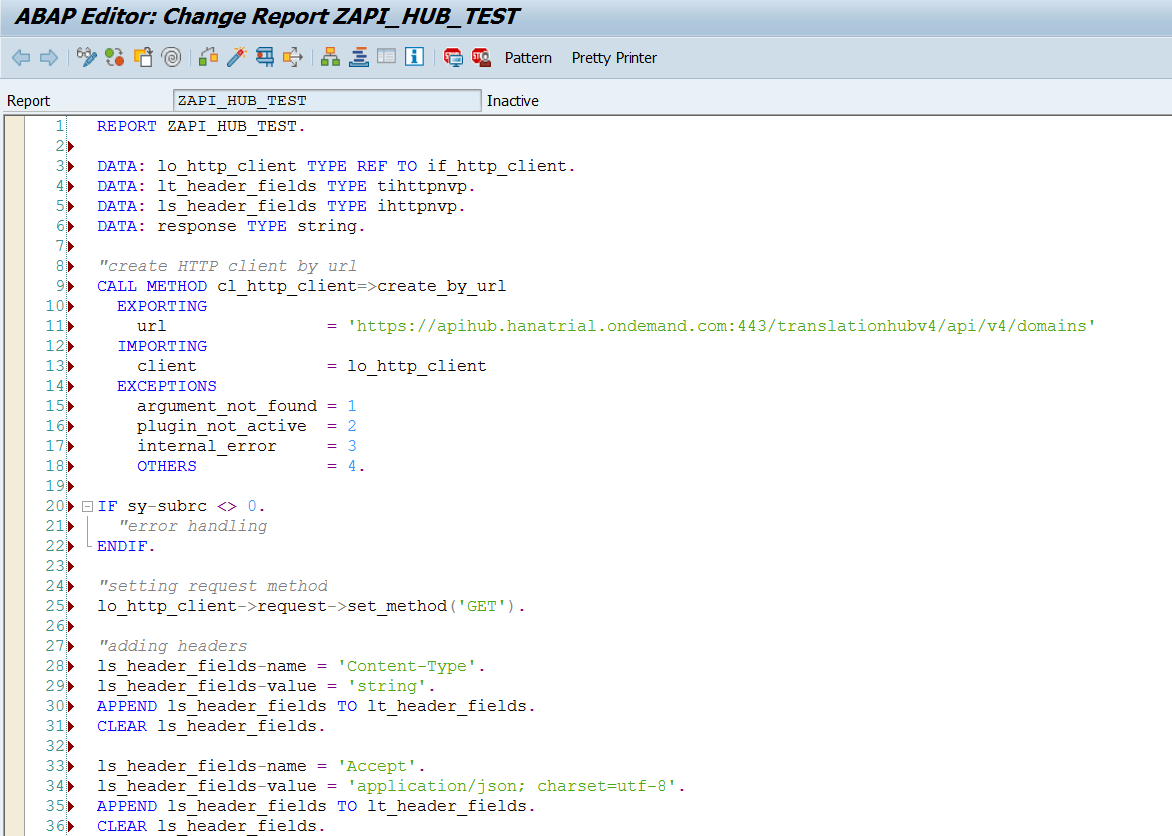 ABAP Editor: Change Report ZAPI_HUB_TEST
Pattern Pretty Printer
Report ZAPI_HUB_TEST Inactive
1 REPORT ZAPI_HUB_TEST.
2
3 DATA: lo_http_client TYPE REF TO if_http_client.
4 DATA: lt_header_fields TYPE tihttpnvp.
5 DATA: ls_header_fields TYPE ihttpnvp.
6 DATA: response TYPE string.
7
8 "create HTTP client by url
9 CALL METHOD cl_http_client=>create_by_url
10 EXPORTING
11 url = 'https://apihub.hanatrial.ondemand.com:443/translationhubv4/api/v4/domains'
12 IMPORTING
13 client = lo_http_client
14 EXCEPTIONS
15 argument_not_found = 1
16 plugin_not_active = 2
17 internal_error = 3
18 OTHERS = 4.
19
20 IF sy-subrc <> 0.
21 "error handling
22 ENDIF.
23
24 "setting request method
25 lo_http_client->request->set_method('GET').
26
27 "adding headers
28 ls_header_fields-name = 'Content-Type'.
29 ls_header_fields-value = 'string'.
30 APPEND ls_header_fields TO lt_header_fields.
31 CLEAR ls_header_fields.
32
33 ls_header_fields-name = 'Accept'.
34 ls_header_fields-value = 'application/json; charset=utf-8'.
35 APPEND ls_header_fields TO lt_header_fields.
36 CLEAR ls_header_fields.